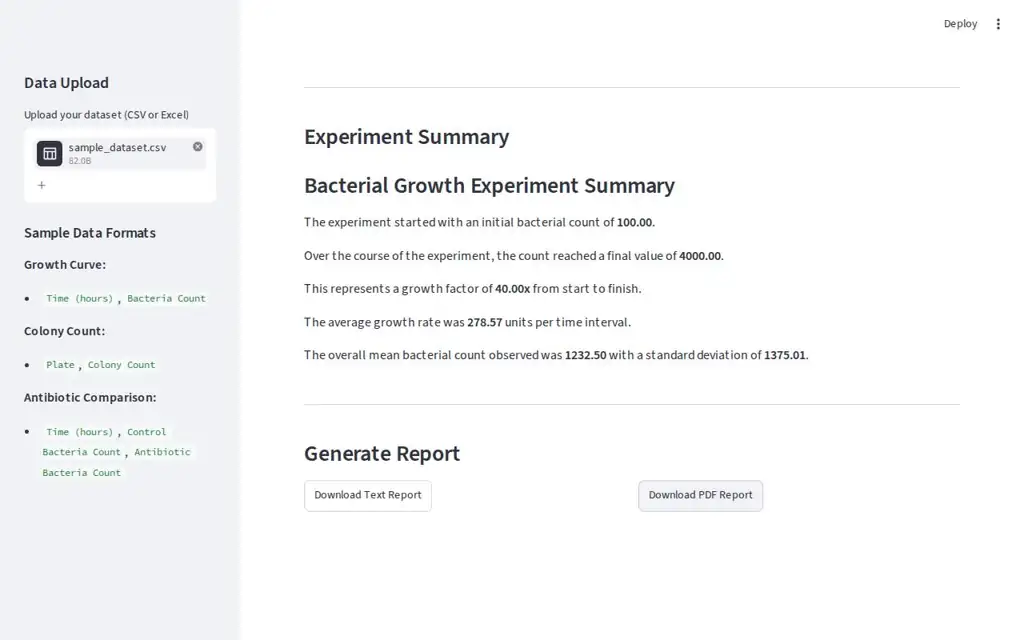 Deploy
Data Upload
Upload your dataset (CSV or Excel)
sample_dataset.csv
82.0B
+
Sample Data Formats
Growth Curve:
• Time (hours) , Bacteria Count
Colony Count:
• Plate , Colony Count
Antibiotic Comparison:
• Time (hours) , Control
Bacteria Count , Antibiotic
Bacteria Count
Experiment Summary
Bacterial Growth Experiment Summary
The experiment started with an initial bacterial count of 100.00.
Over the course of the experiment, the count reached a final value of 4000.00.
This represents a growth factor of 40.00x from start to finish.
The average growth rate was 278.57 units per time interval.
The overall mean bacterial count observed was 1232.50 with a standard deviation of 1375.01.
Generate Report
Download Text Report
Download PDF Report